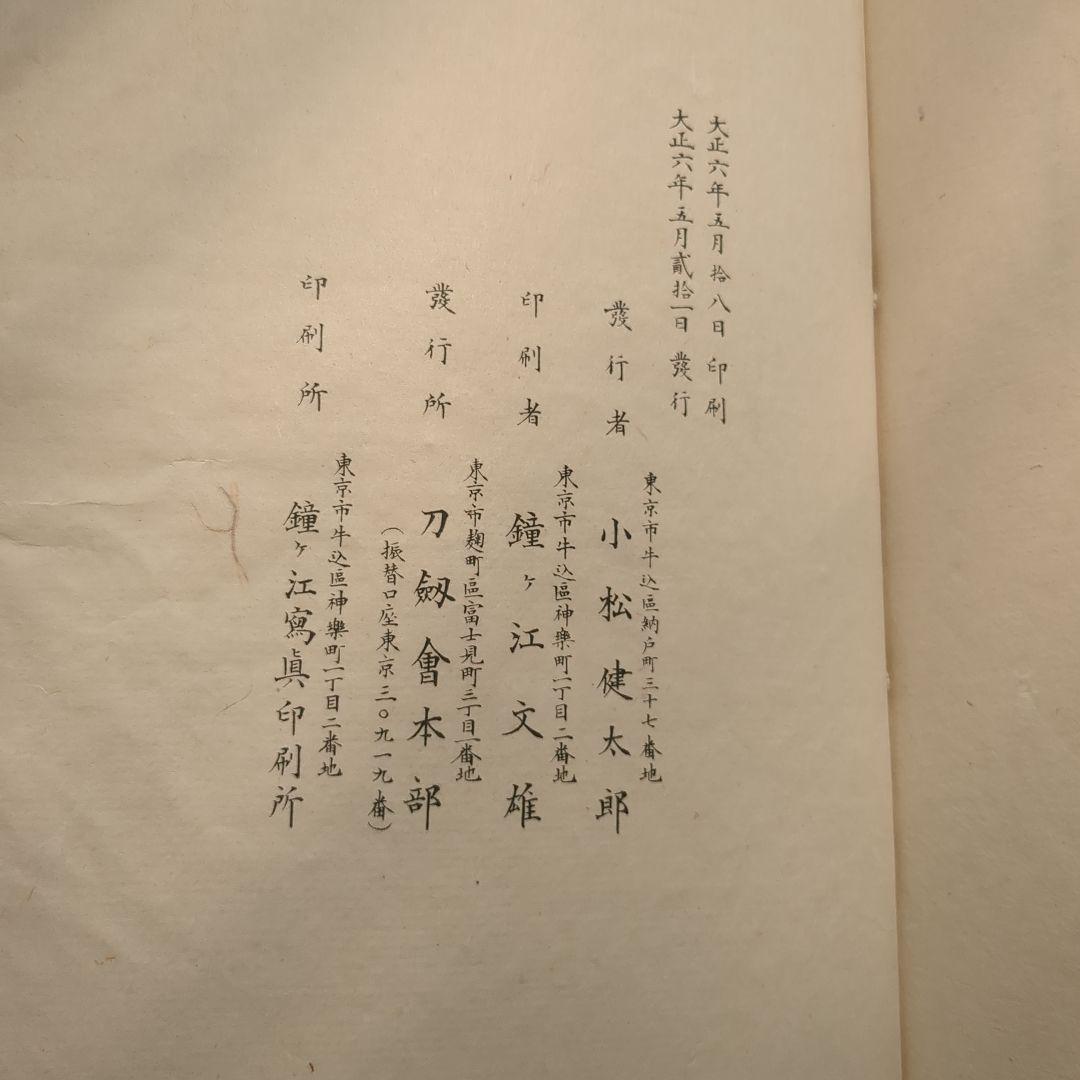 大正六年五月拾八日印刷
大正六年五月貳拾一日發行
東京市牛込區納戸町三十七番地
發行者 小松健太郎
東京市牛込區神樂町二丁目二番地
印刷者 鐘ヶ江文雄
東京市麹町區富士見町三丁目一番地
發行所 刀劔會本部
(振替口座東京三〇九一九番)
東京市牛込區神樂町二丁目二番地
印刷所 鐘ヶ江寫眞印刷所